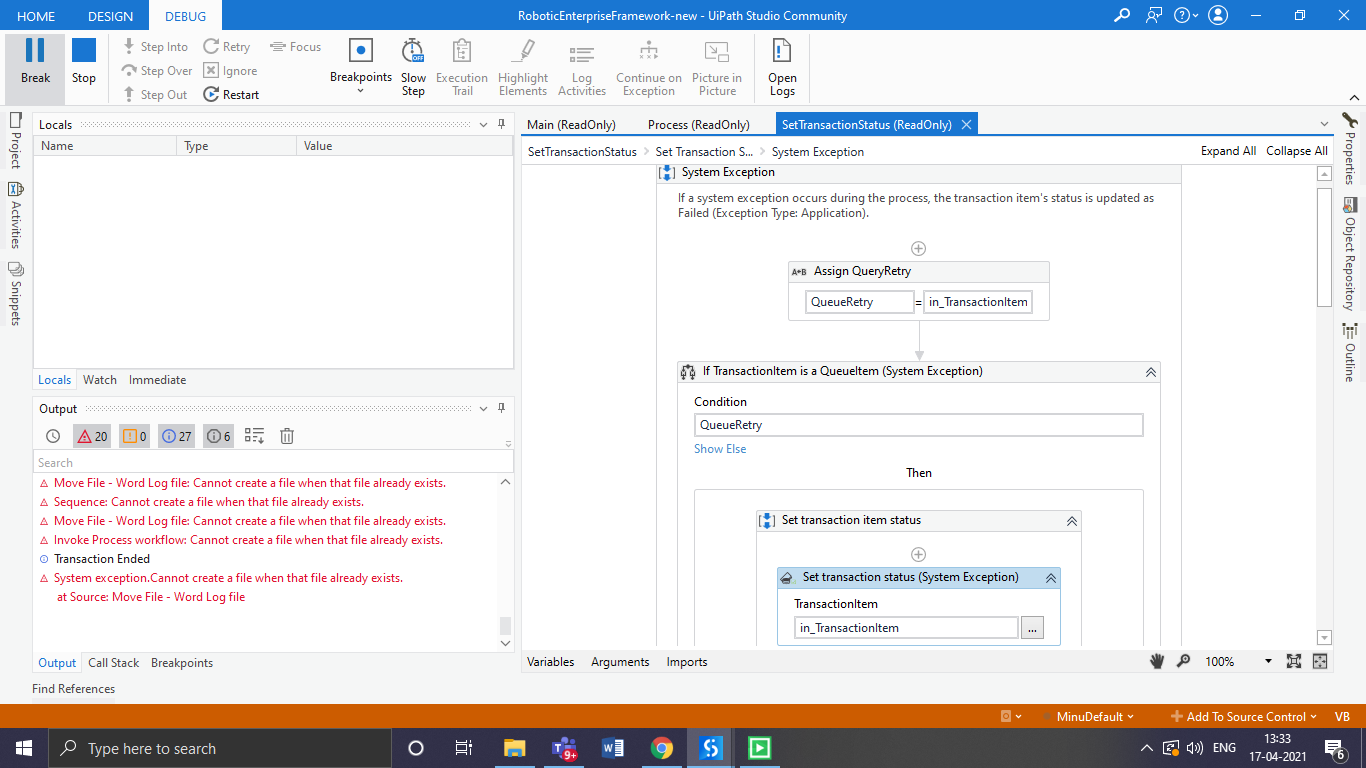 HOME DESIGN DEBUG RoboticEnterpriseFramework-new - UiPath Studio Community
Break
Stop
Step Into
Step Over
Step Out
Retry
Ignore
Restart
Focus
Breakpoints
Slow Step
OFF
Execution Trail
Highlight Elements
Log Activities
Continue on Exception
Picture in Picture
Open Logs
Project
Activities
Snippets
Locals
Name Type Value
Locals Watch Immediate
Output
20 0 27 6
Search
Move File - Word Log file: Cannot create a file when that file already exists.
Sequence: Cannot create a file when that file already exists.
Move File - Word Log file: Cannot create a file when that file already exists.
Invoke Process workflow: Cannot create a file when that file already exists.
Transaction Ended
System exception.Cannot create a file when that file already exists.
at Source: Move File - Word Log file
Output Call Stack Breakpoints
Find References
Main (ReadOnly) Process (ReadOnly) SetTransactionStatus (ReadOnly)
SetTransactionStatus > Set Transaction S... > System Exception Expand All Collapse All
System Exception
If a system exception occurs during the process, the transaction item's status is updated as
Failed (Exception Type: Application).
A+B Assign QueryRetry
QueueRetry = in_TransactionItem
If TransactionItem is a QueueItem (System Exception)
Condition
QueueRetry
Show Else
Then
Set transaction item status
Set transaction status (System Exception)
TransactionItem
in_TransactionItem ...
Variables Arguments Imports 100%
Properties
Object Repository
Outline
MinuDefault Add To Source Control VB
Type here to search
9+
ENG
13:33
17-04-2021
6